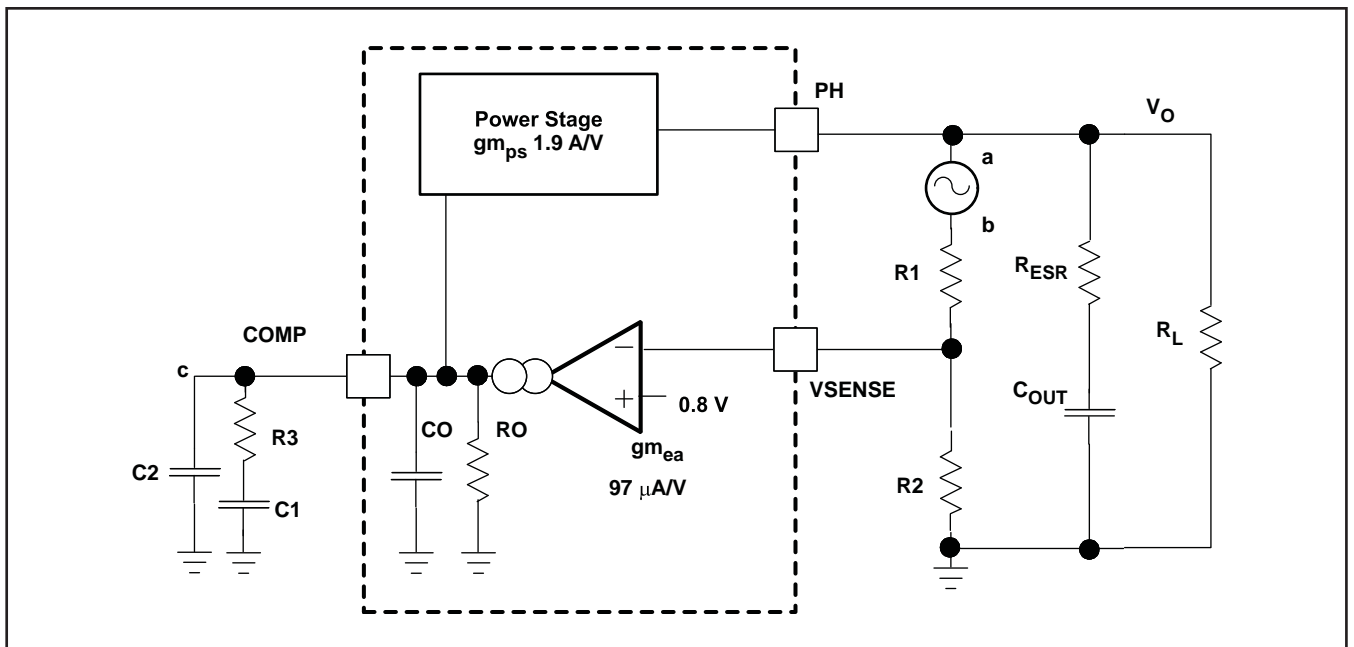 Power Stage
gm_ps 1.9 A/V
PH
V_O
a
b
R1
R_ESR
R_L
COMP
c
VSENSE
−
+
0.8 V
C_OUT
CO
RO
R3
gm_ea
C2
97 μA/V
R2
C1